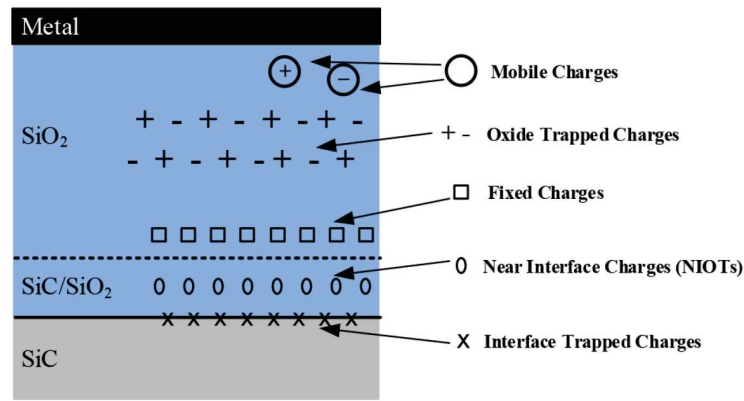 Metal
+ −
Mobile Charges
+ - + - + - + -
SiO₂
+ - Oxide Trapped Charges
- + - + - + - +
Fixed Charges
SiC/SiO₂
Near Interface Charges (NIOTs)
x x x x x x x
X Interface Trapped Charges
SiC